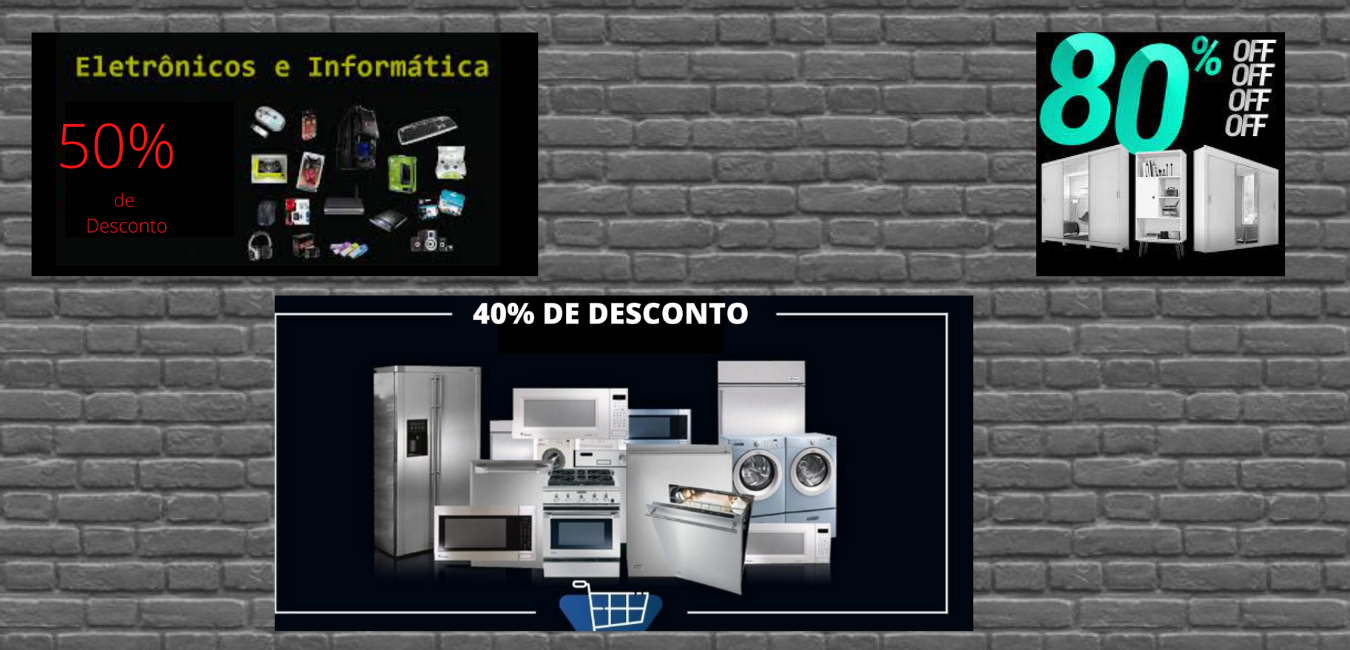 Eletrônicos e Informática
50%
de
Desconto
80%
OFF
OFF
OFF
OFF
40% DE DESCONTO